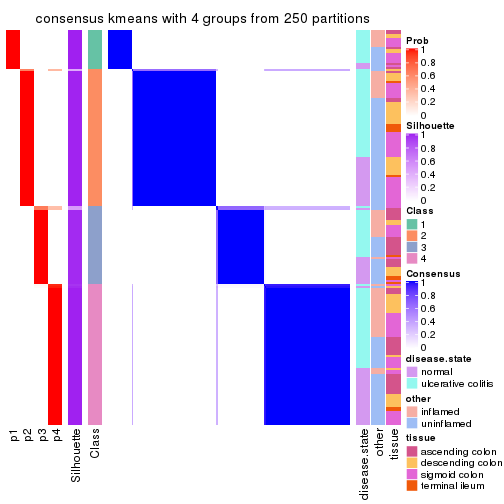 consensus kmeans with 4 groups from 250 partitions
Prob
1
0.8
0.6
0.4
0.2
0
Silhouette
1
0.8
0.6
0.4
0.2
0
Class
1
2
3
4
Consensus
1
0.8
0.6
0.4
0.2
0
disease.state
normal
ulcerative colitis
other
inflamed
uninflamed
tissue
ascending colon
descending colon
sigmoid colon
terminal ileum
p1
p2
p3
p4
Silhouette
Class
disease.state
other
tissue